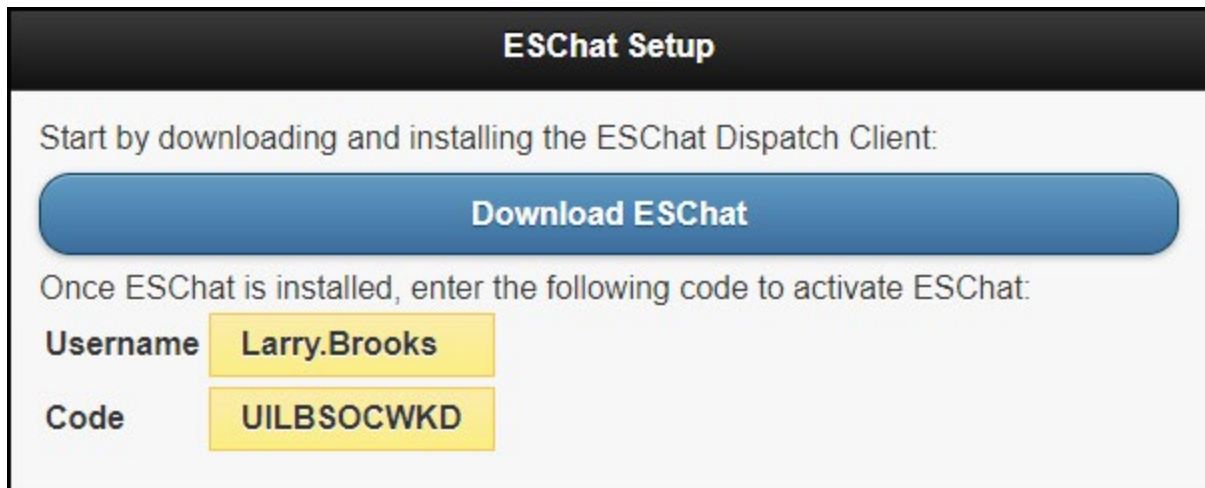 ESChat Setup
Start by downloading and installing the ESChat Dispatch Client:
Download ESChat
Once ESChat is installed, enter the following code to activate ESChat:
Username Larry.Brooks
Code UILBSOCWKD